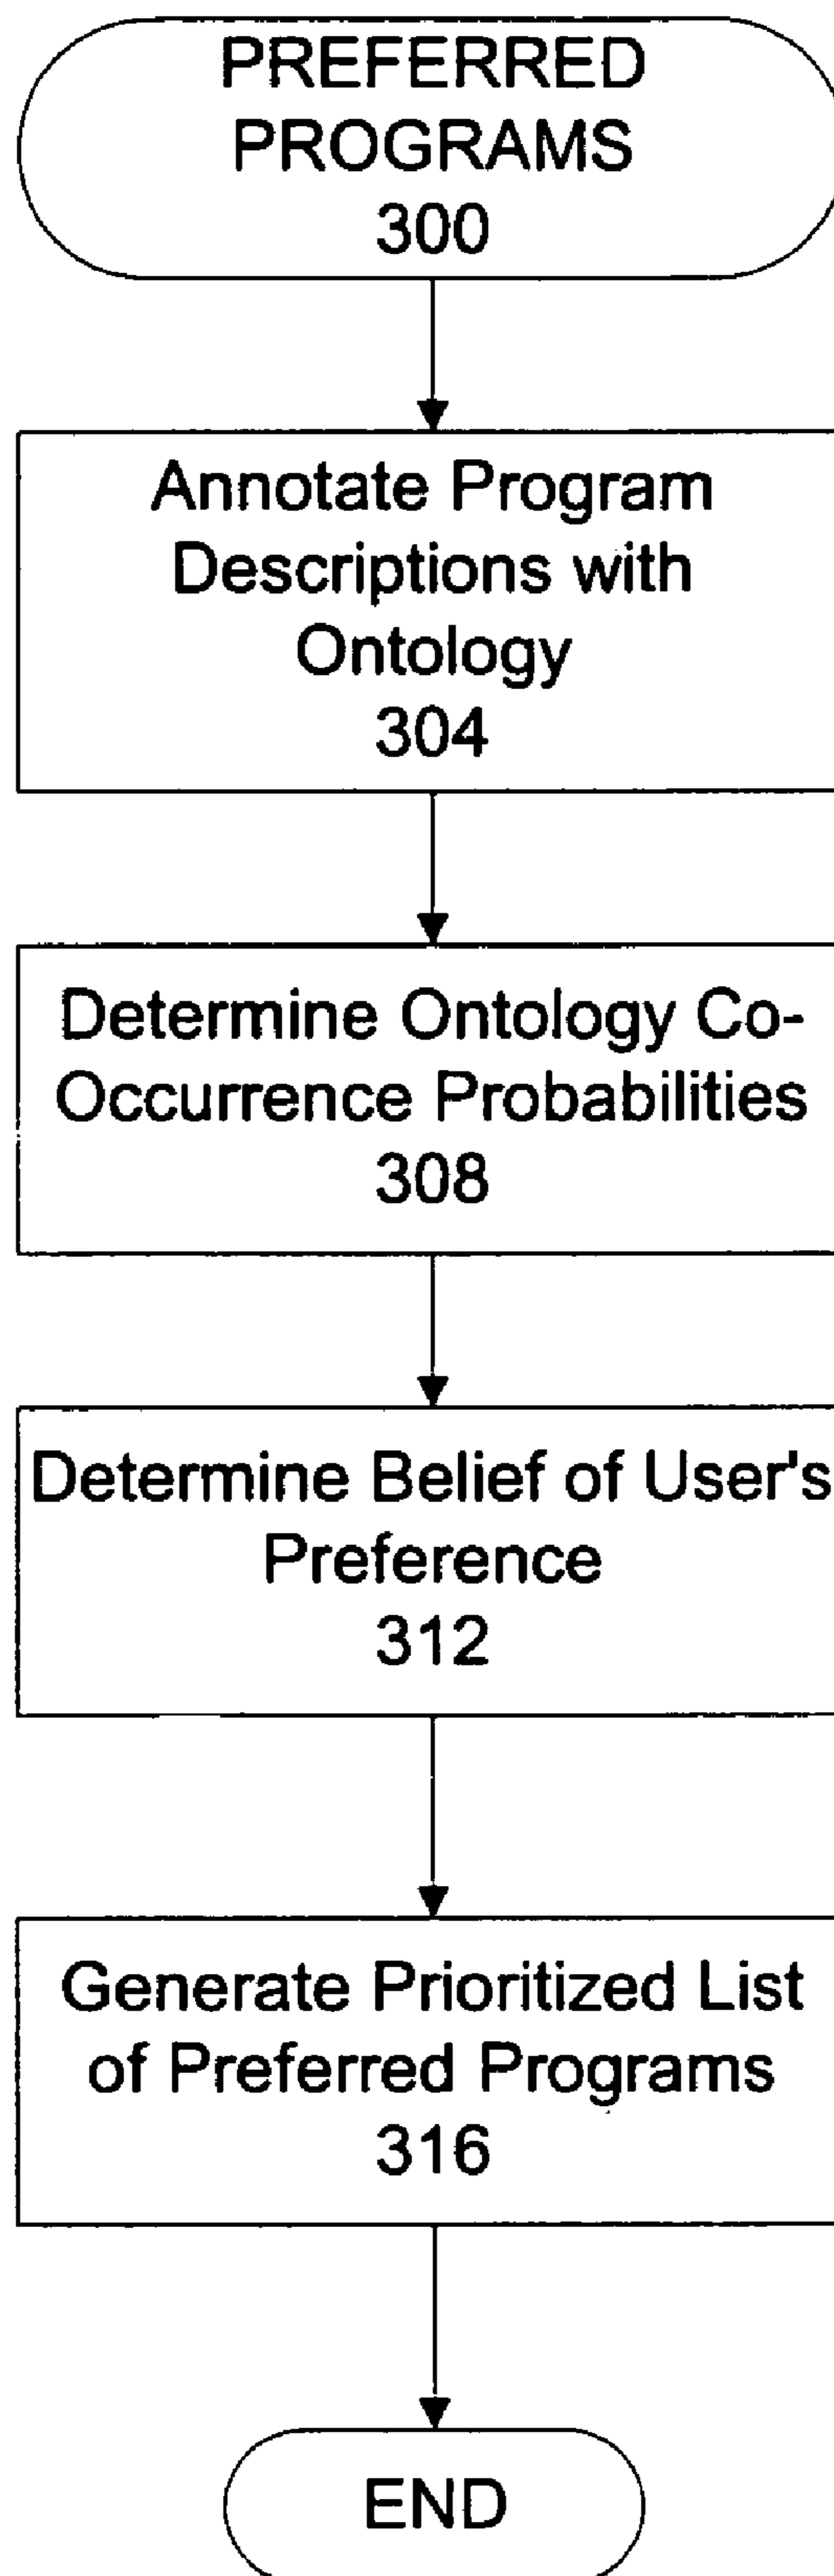 PREFERRED
PROGRAMS
300
Annotate Program
Descriptions with
Ontology
304
Determine Ontology Co-
Occurrence Probabilities
308
Determine Belief of User's
Preference
312
Generate Prioritized List
of Preferred Programs
316
END